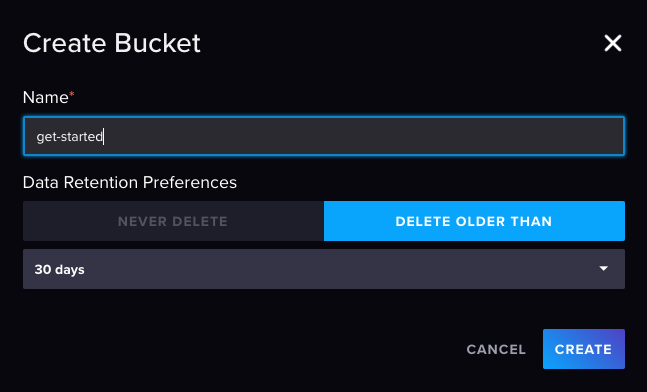 Create Bucket
Name*
get-started
Data Retention Preferences
NEVER DELETE
DELETE OLDER THAN
30 days
CANCEL
CREATE